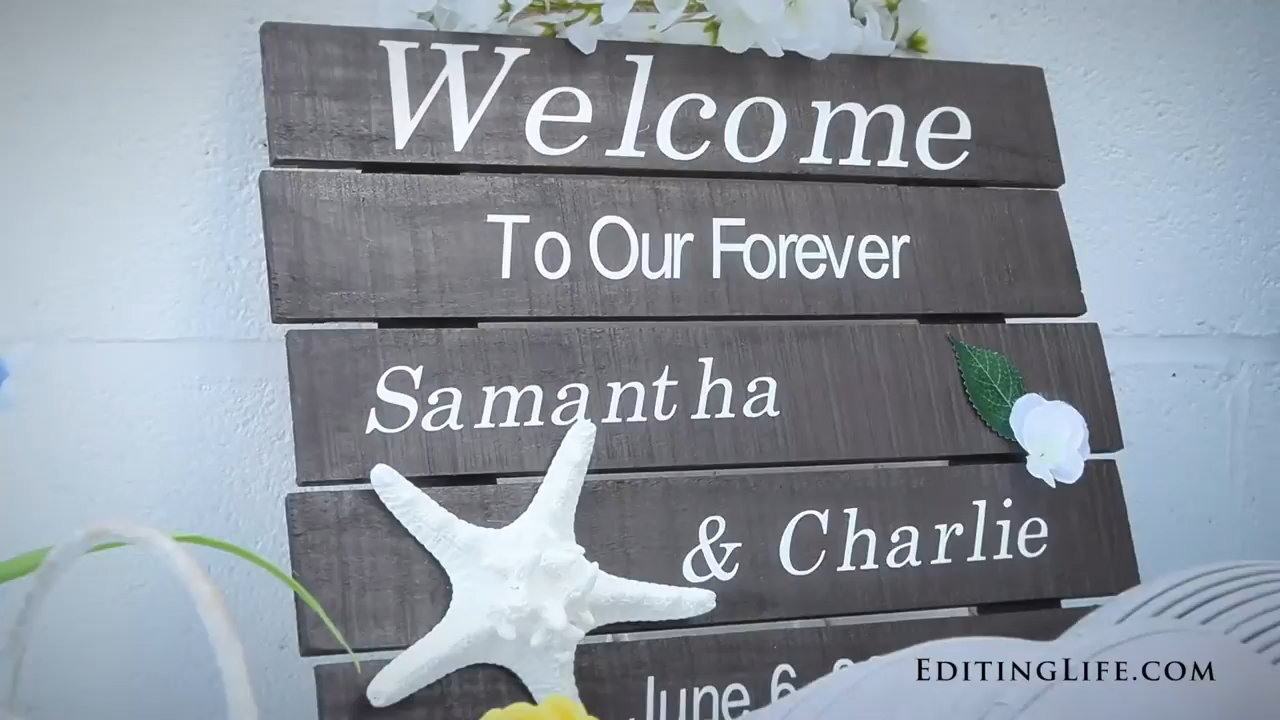 Welcome
To Our Forever
Samantha
& Charlie
June 6
EDITINGLIFE.COM